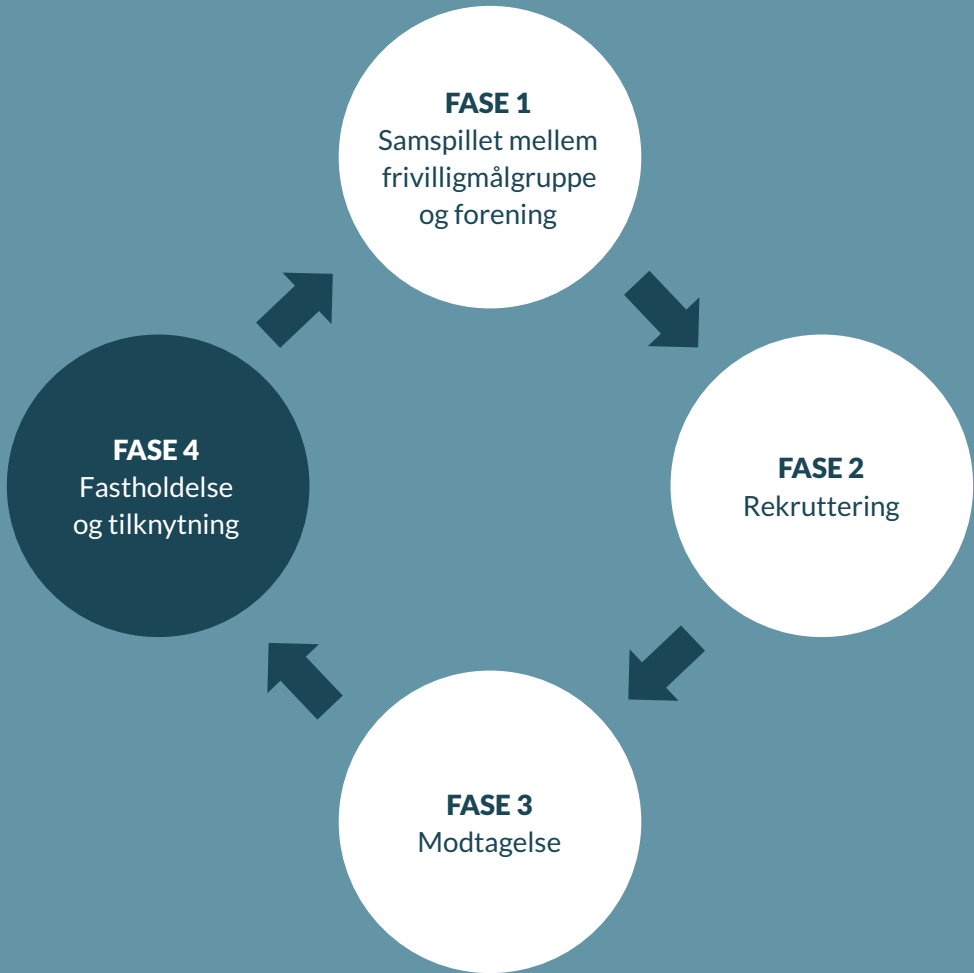 FASE 1
Samspillet mellem
frivilligmålgruppe
og forening
FASE 2
Rekruttering
FASE 3
Modtagelse
FASE 4
Fastholdelse
og tilknytning